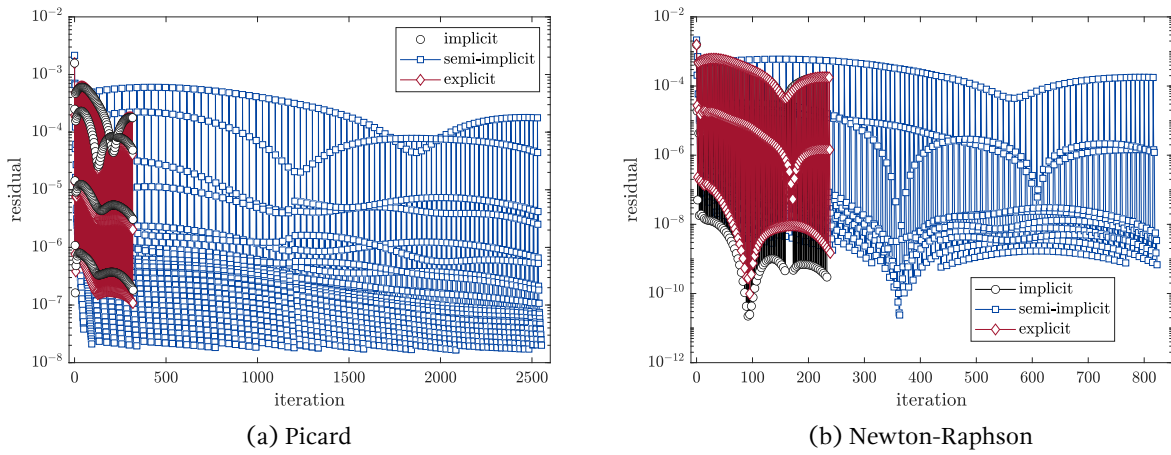 10⁻²
10⁻³
10⁻⁴
10⁻⁵
10⁻⁶
10⁻⁷
10⁻⁸
residual
0 500 1000 1500 2000 2500
iteration
implicit
semi-implicit
explicit
(a) Picard
10⁻²
10⁻⁴
10⁻⁶
10⁻⁸
10⁻¹⁰
10⁻¹²
residual
0 100 200 300 400 500 600 700 800
iteration
implicit
semi-implicit
explicit
(b) Newton-Raphson